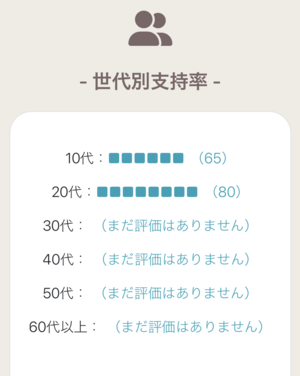 - 世代別支持率 -
10代：■■■■■■（65）
20代：■■■■■■■■（80）
30代：（まだ評価はありません）
40代：（まだ評価はありません）
50代：（まだ評価はありません）
60代以上：（まだ評価はありません）